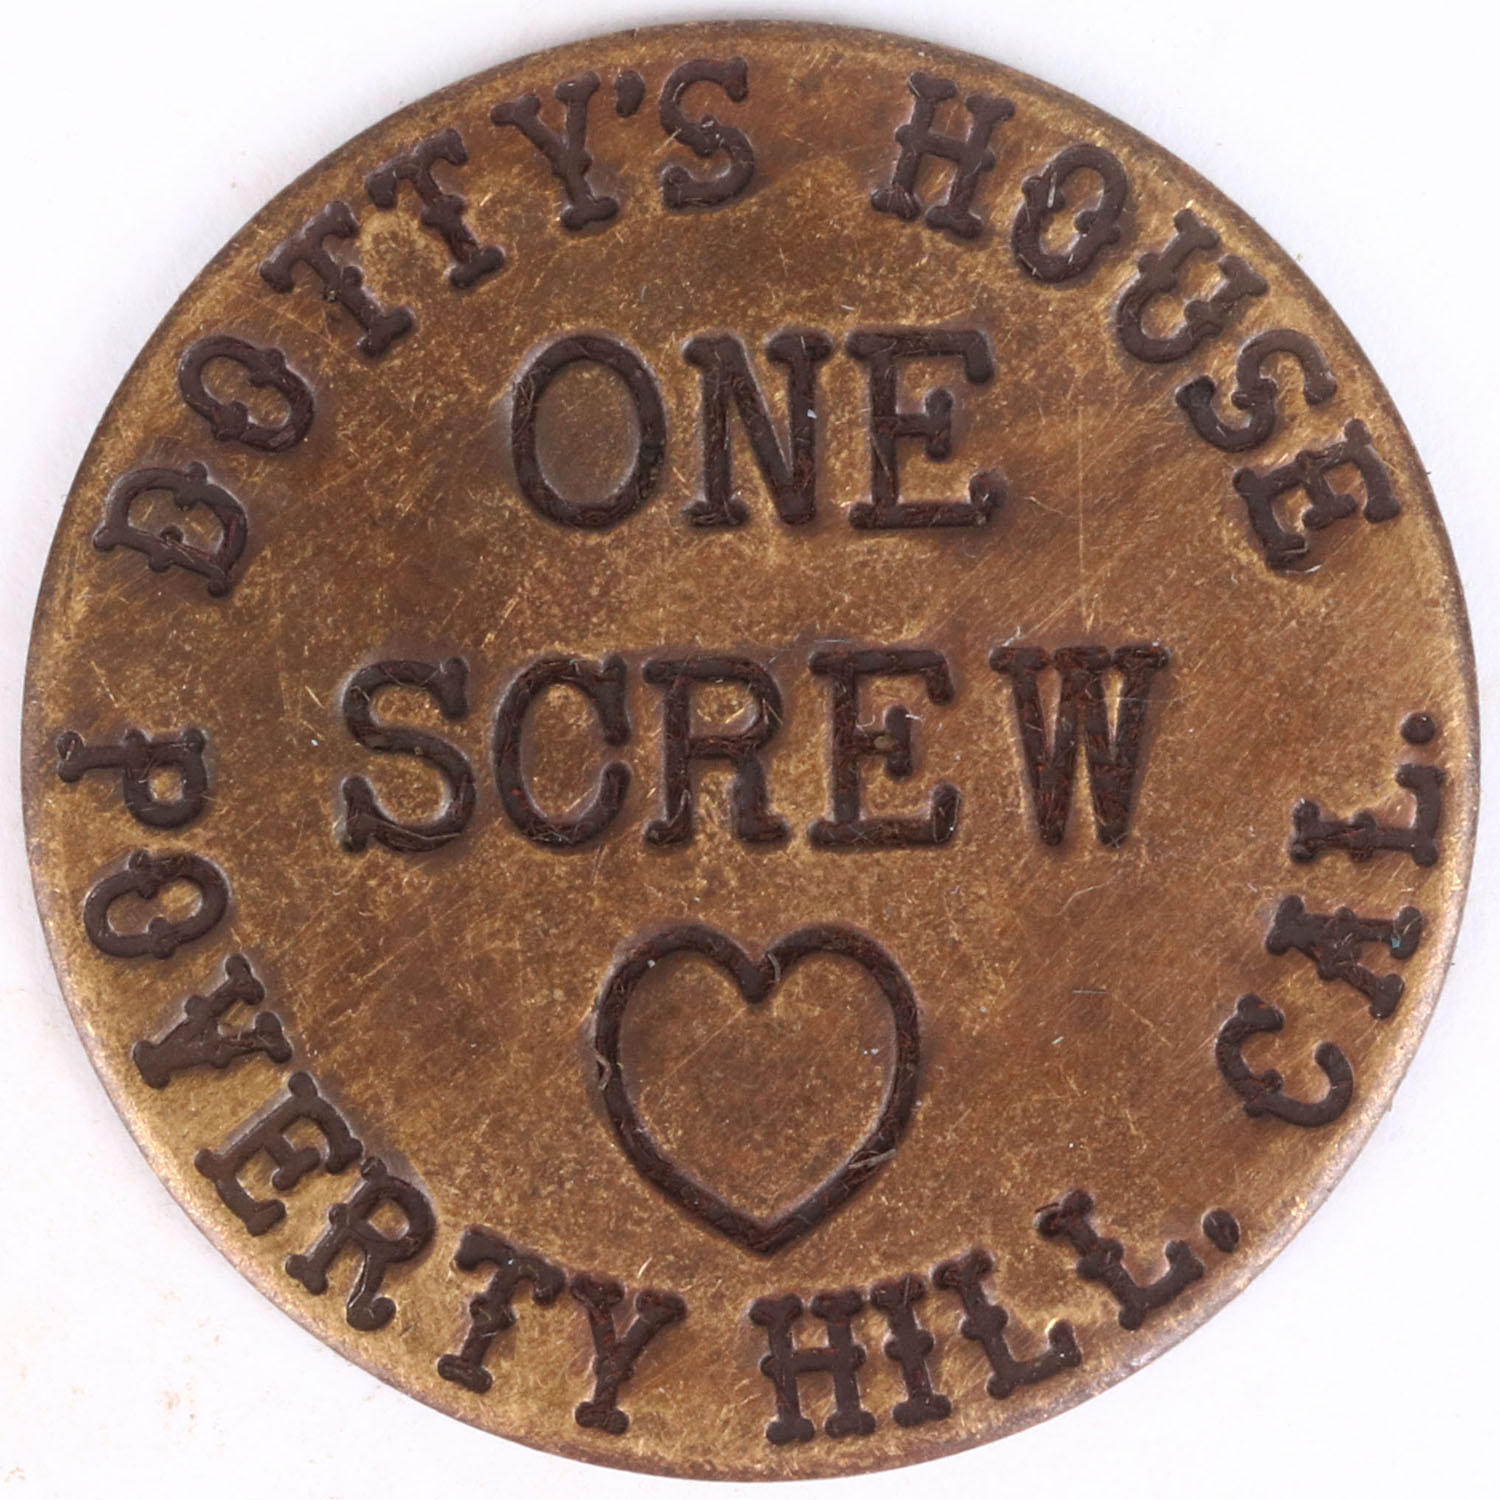 DOTTY'S HOUSE
ONE
SCREW
POVERTY HILL, CAL.